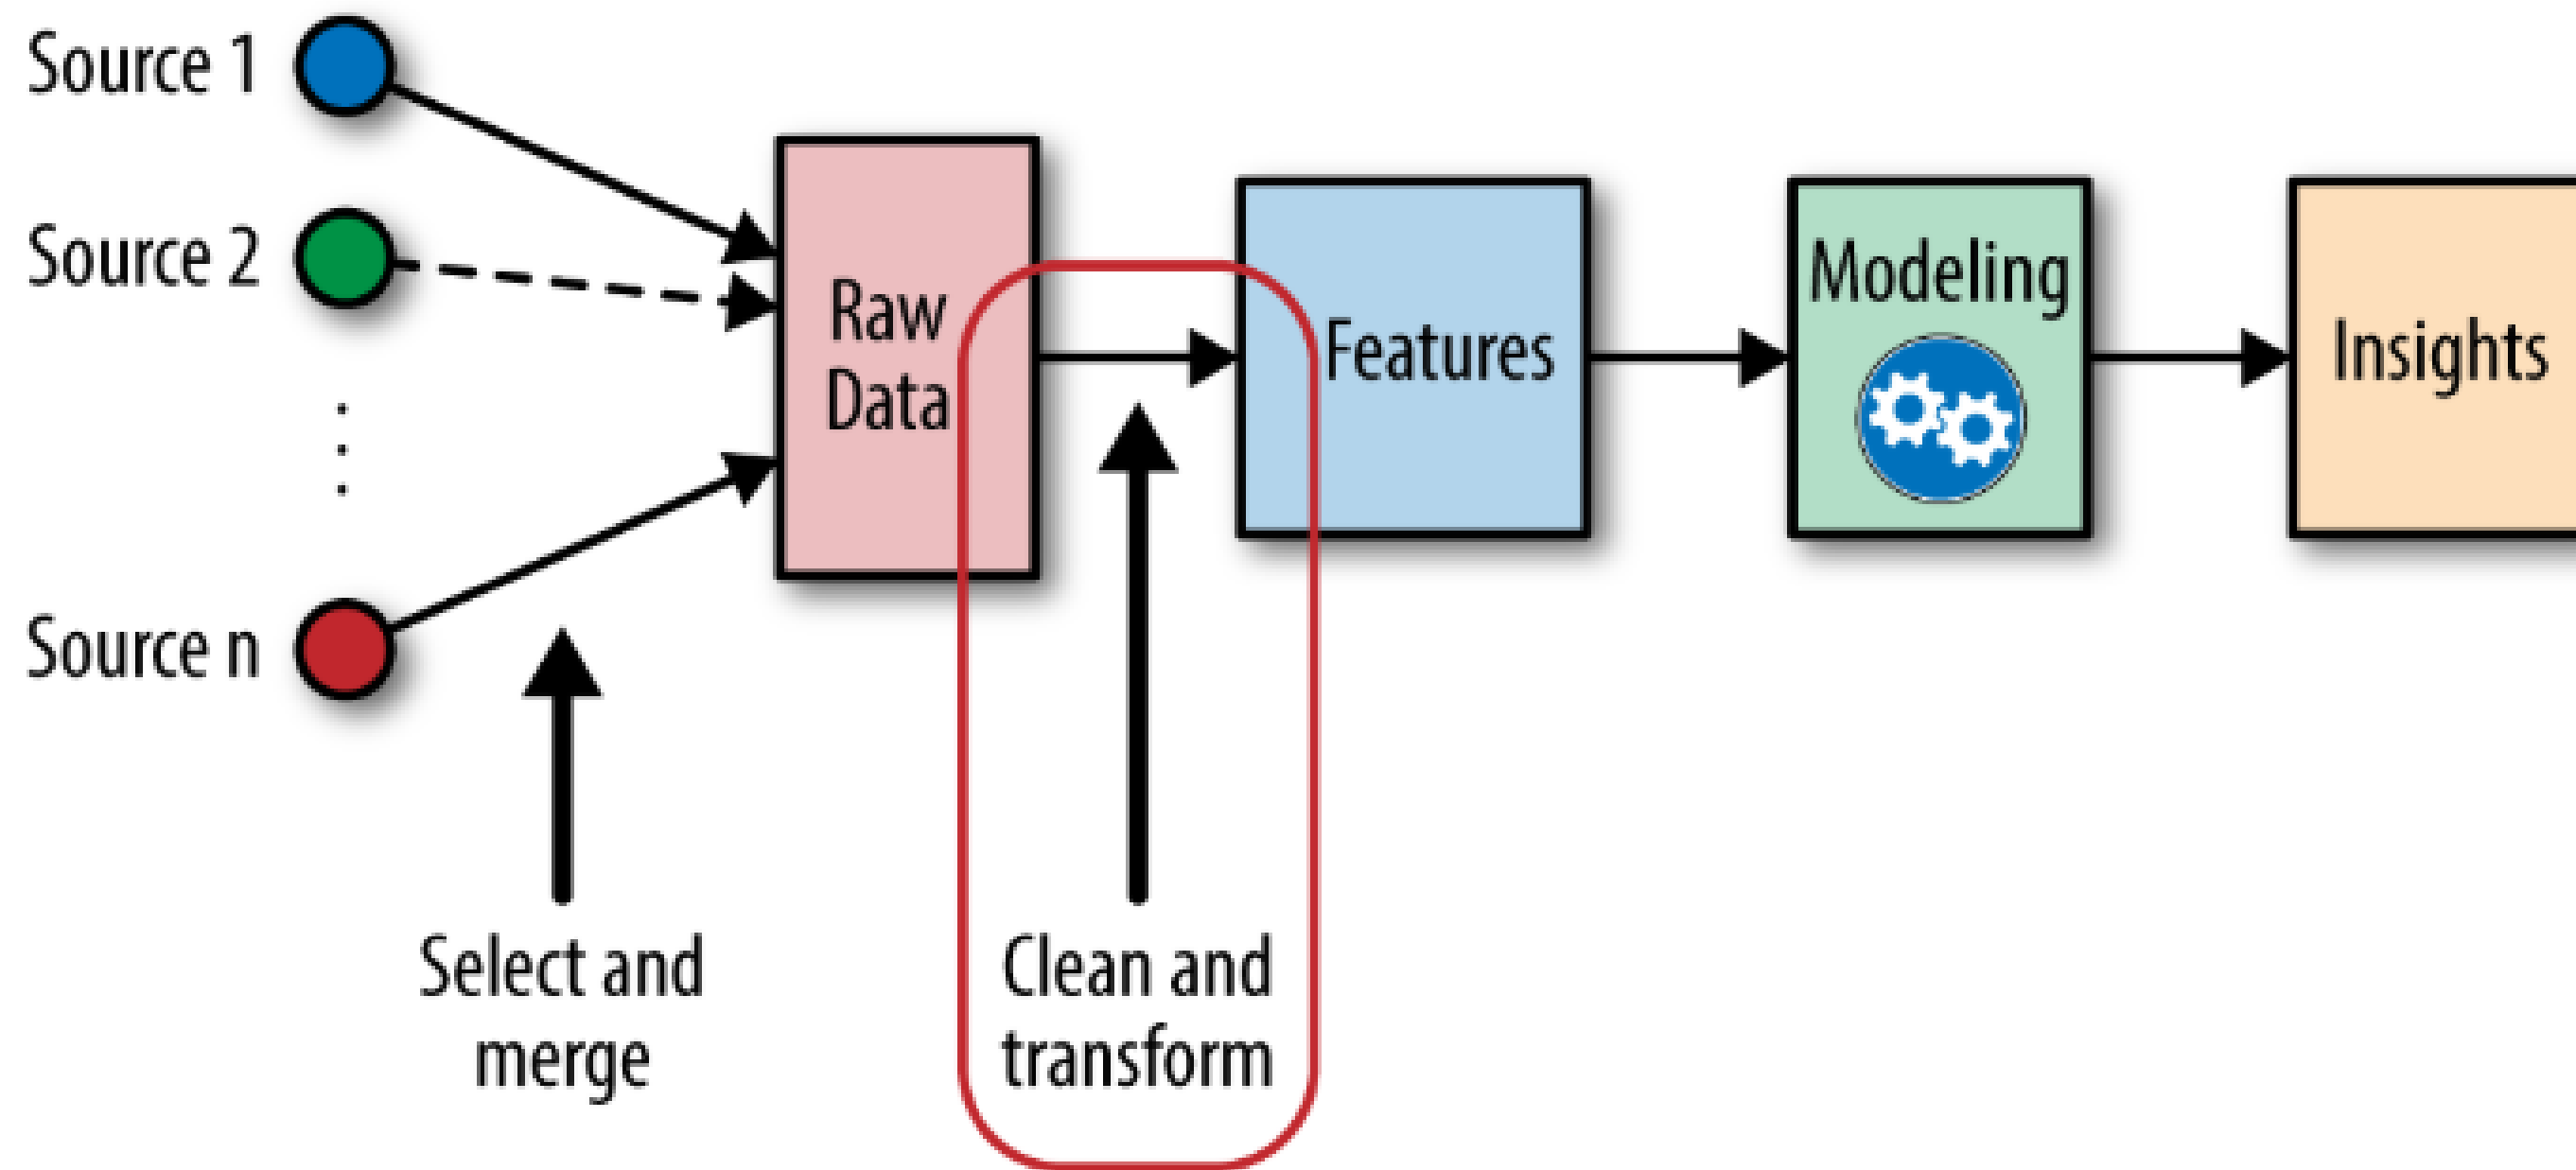 Source 1
Source 2
Source n
Raw
Data
Features
Modeling
Insights
Select and
merge
Clean and
transform